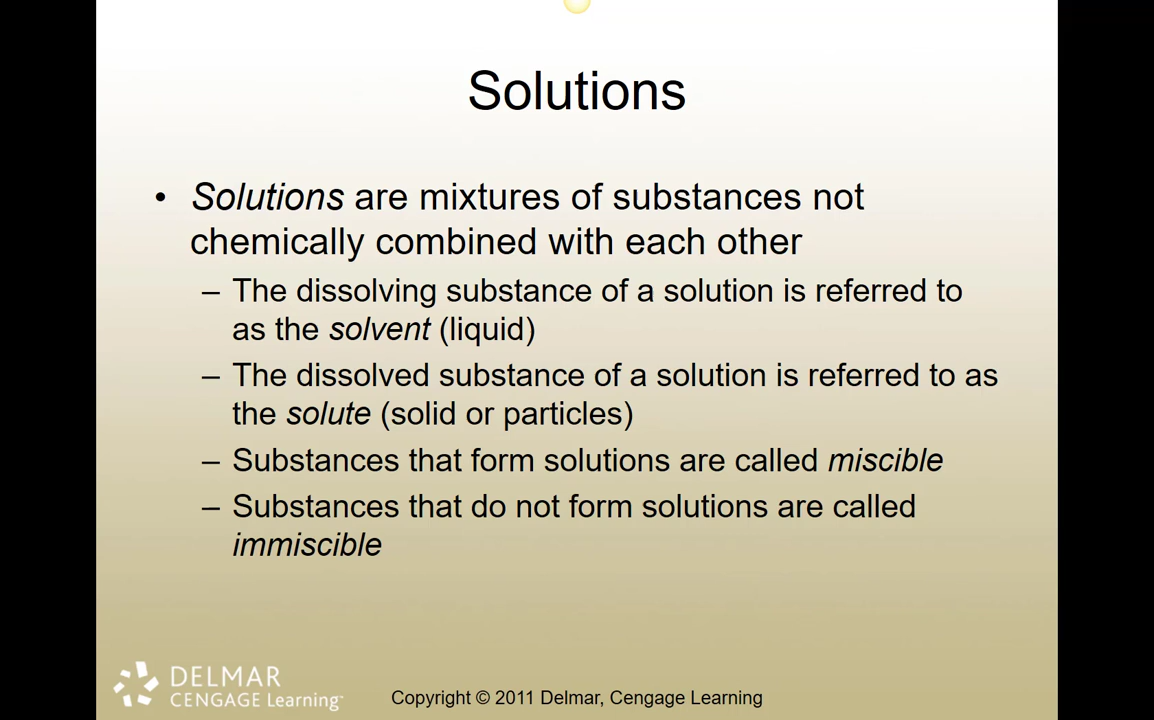 Solutions
• Solutions are mixtures of substances not
chemically combined with each other
– The dissolving substance of a solution is referred to
as the solvent (liquid)
– The dissolved substance of a solution is referred to as
the solute (solid or particles)
– Substances that form solutions are called miscible
– Substances that do not form solutions are called
immiscible
DELMAR
CENGAGE Learning™
Copyright © 2011 Delmar, Cengage Learning